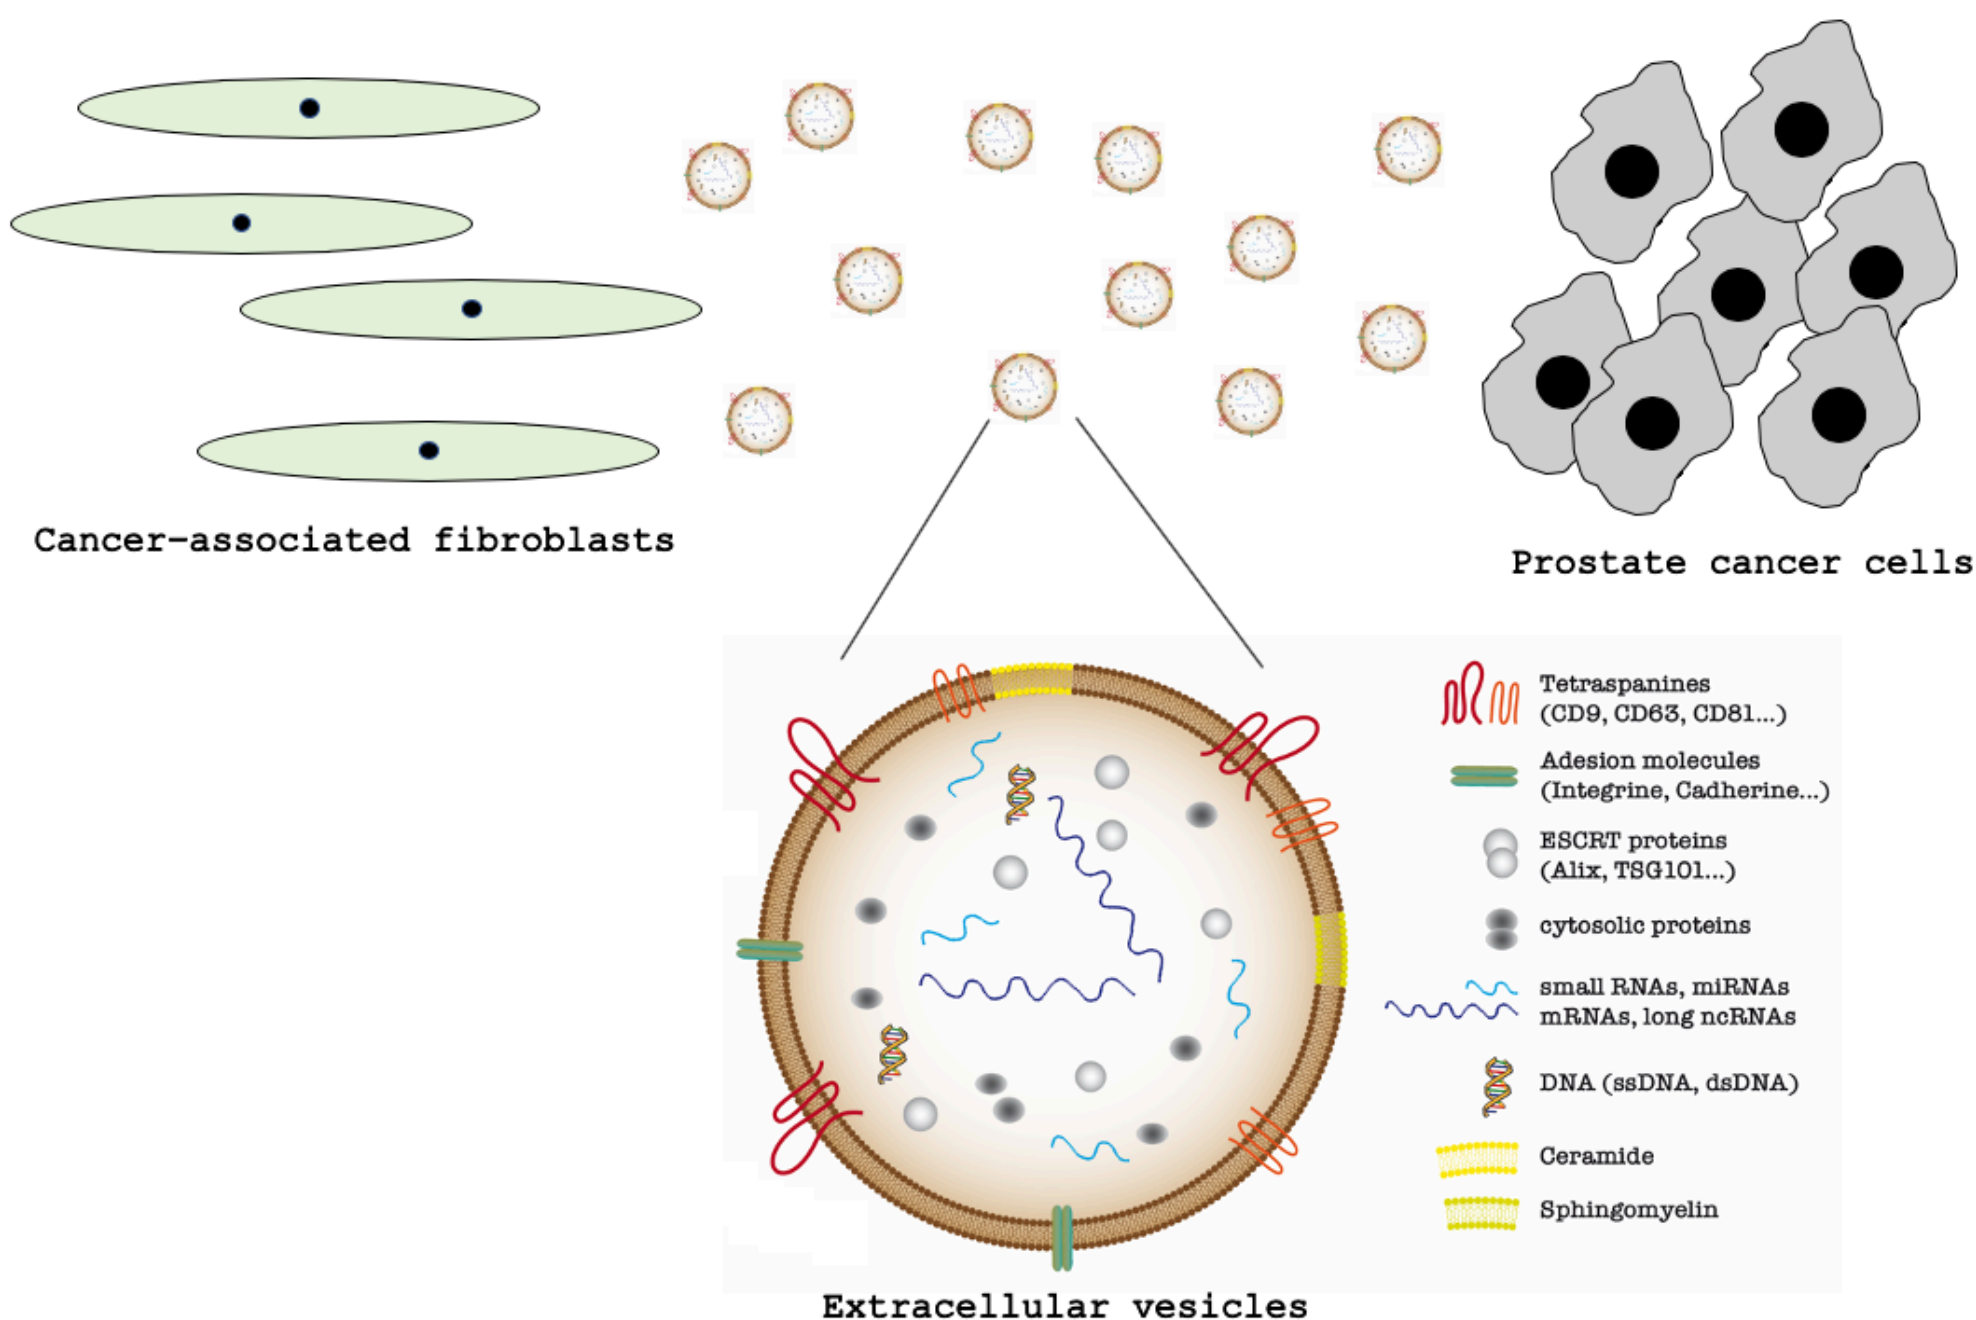 Cancer-associated fibroblasts
Prostate cancer cells
Tetraspanines
(CD9, CD63, CD81...)
Adesion molecules
(Integrine, Cadherine...)
ESCRT proteins
(Alix, TSG101...)
cytosolic proteins
small RNAs, miRNAs
mRNAs, long ncRNAs
DNA (ssDNA, dsDNA)
Ceramide
Sphingomyelin
Extracellular vesicles